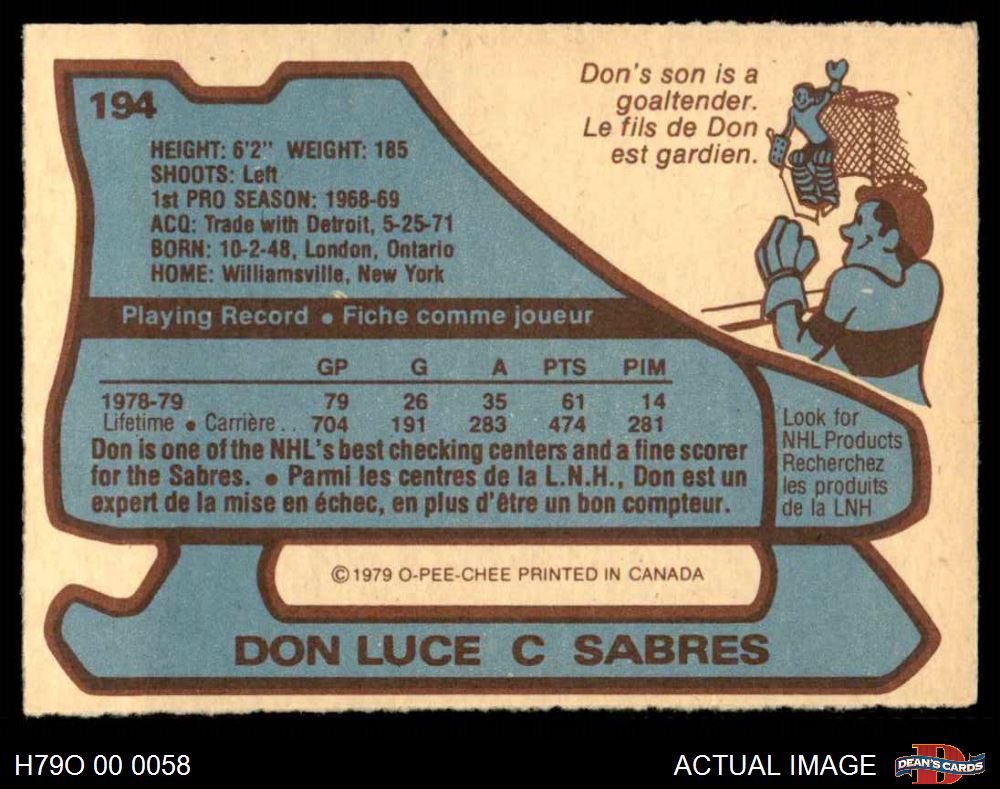 194
Don's son is a
goaltender.
Le fils de Don
est gardien.
HEIGHT: 6'2" WEIGHT: 185
SHOOTS: Left
1st PRO SEASON: 1968-69
ACQ: Trade with Detroit, 5-25-71
BORN: 10-2-48, London, Ontario
HOME: Williamsville, New York
Playing Record • Fiche comme joueur
GP G A PTS PIM
1978-79 79 26 35 61 14
Lifetime • Carrière . . 704 191 283 474 281
Don is one of the NHL's best checking centers and a fine scorer
for the Sabres. • Parmi les centres de la L.N.H., Don est un
expert de la mise en échec, en plus d'être un bon compteur.
Look for
NHL Products
Recherchez
les produits
de la LNH
© 1979 O-PEE-CHEE PRINTED IN CANADA
DON LUCE C SABRES
H79O 00 0058
ACTUAL IMAGE
D
DEAN'S CARDS